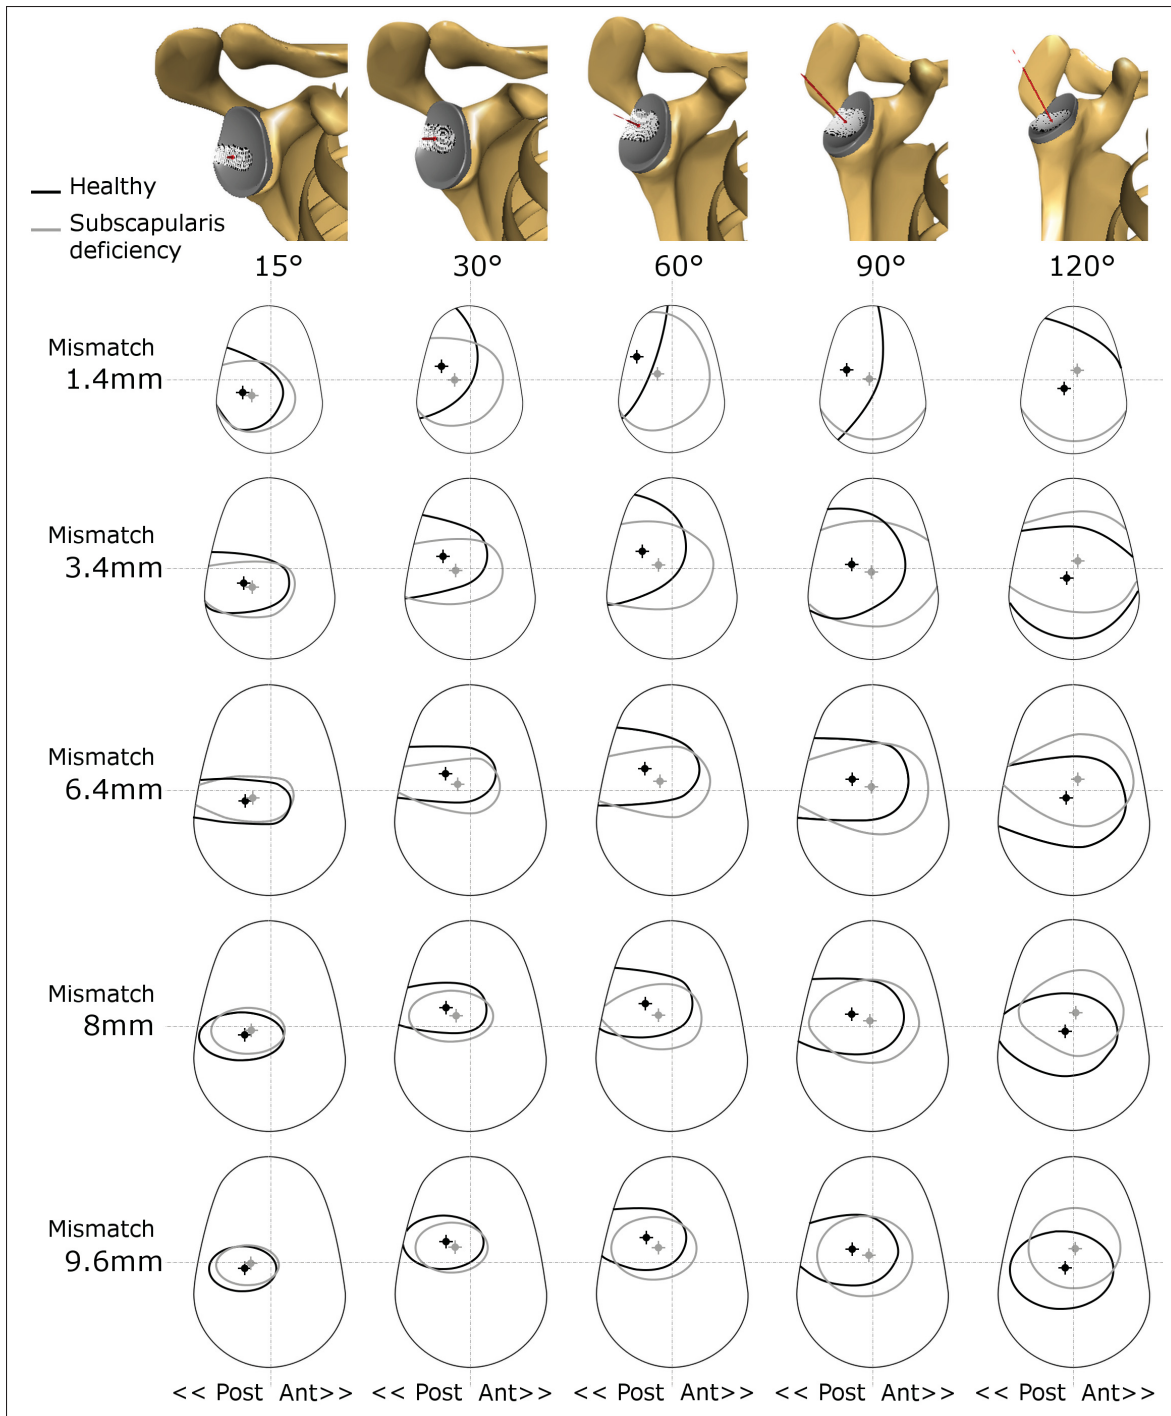 Healthy
Subscapularis
deficiency
15° 30° 60° 90° 120°
Mismatch
1.4mm
Mismatch
3.4mm
Mismatch
6.4mm
Mismatch
8mm
Mismatch
9.6mm
<< Post Ant>> << Post Ant>> << Post Ant>> << Post Ant>> << Post Ant>>